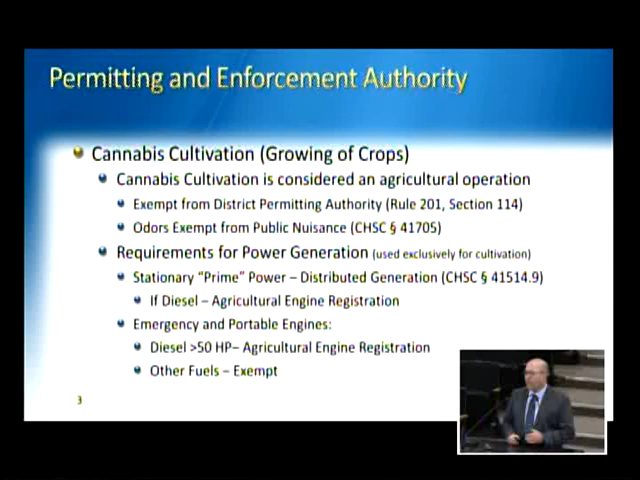 Permitting and Enforcement Authority
Cannabis Cultivation (Growing of Crops)
Cannabis Cultivation is considered an agricultural operation
Exempt from District Permitting Authority (Rule 201, Section 114)
Odors Exempt from Public Nuisance (CHSC § 41705)
Requirements for Power Generation (used exclusively for cultivation)
Stationary “Prime” Power – Distributed Generation (CHSC § 41514.9)
If Diesel – Agricultural Engine Registration
Emergency and Portable Engines:
Diesel >50 HP– Agricultural Engine Registration
Other Fuels – Exempt
3